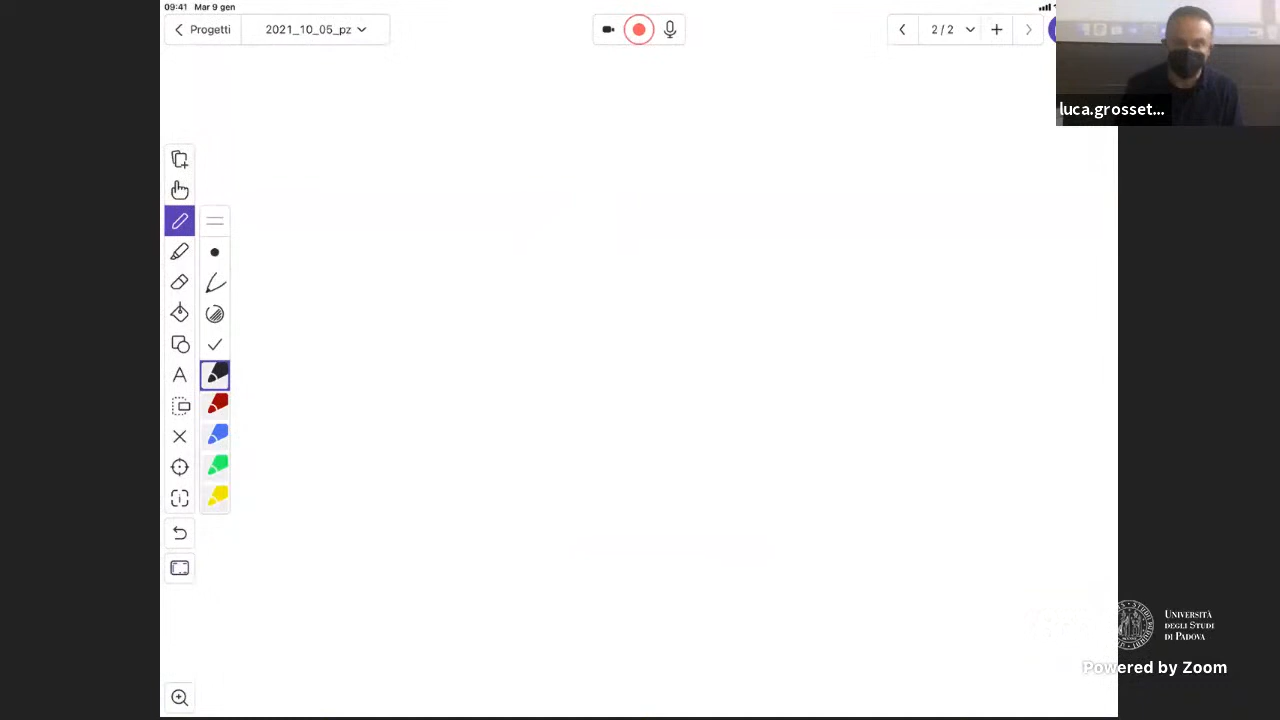 09:41 Mar 9 gen
Progetti
2021_10_05_pz
2 / 2
luca.grosset...
A
UNIVERSITÀ
DEGLI STUDI
DI PADOVA
Powered by Zoom